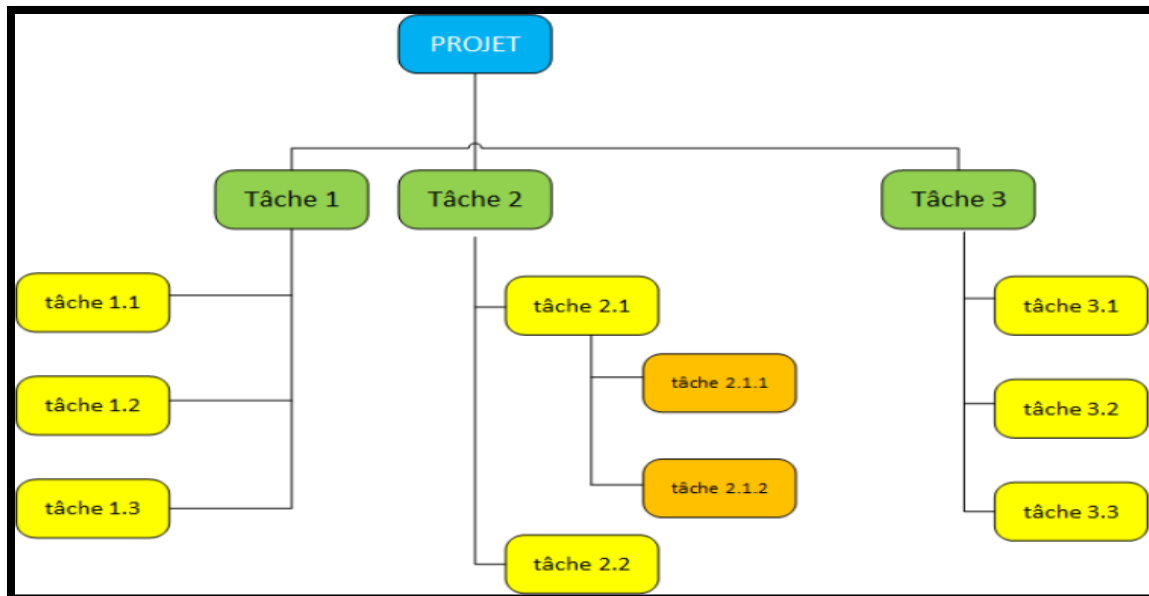 PROJET
Tâche 1
Tâche 2
Tâche 3
tâche 1.1
tâche 1.2
tâche 1.3
tâche 2.1
tâche 2.1.1
tâche 2.1.2
tâche 2.2
tâche 3.1
tâche 3.2
tâche 3.3